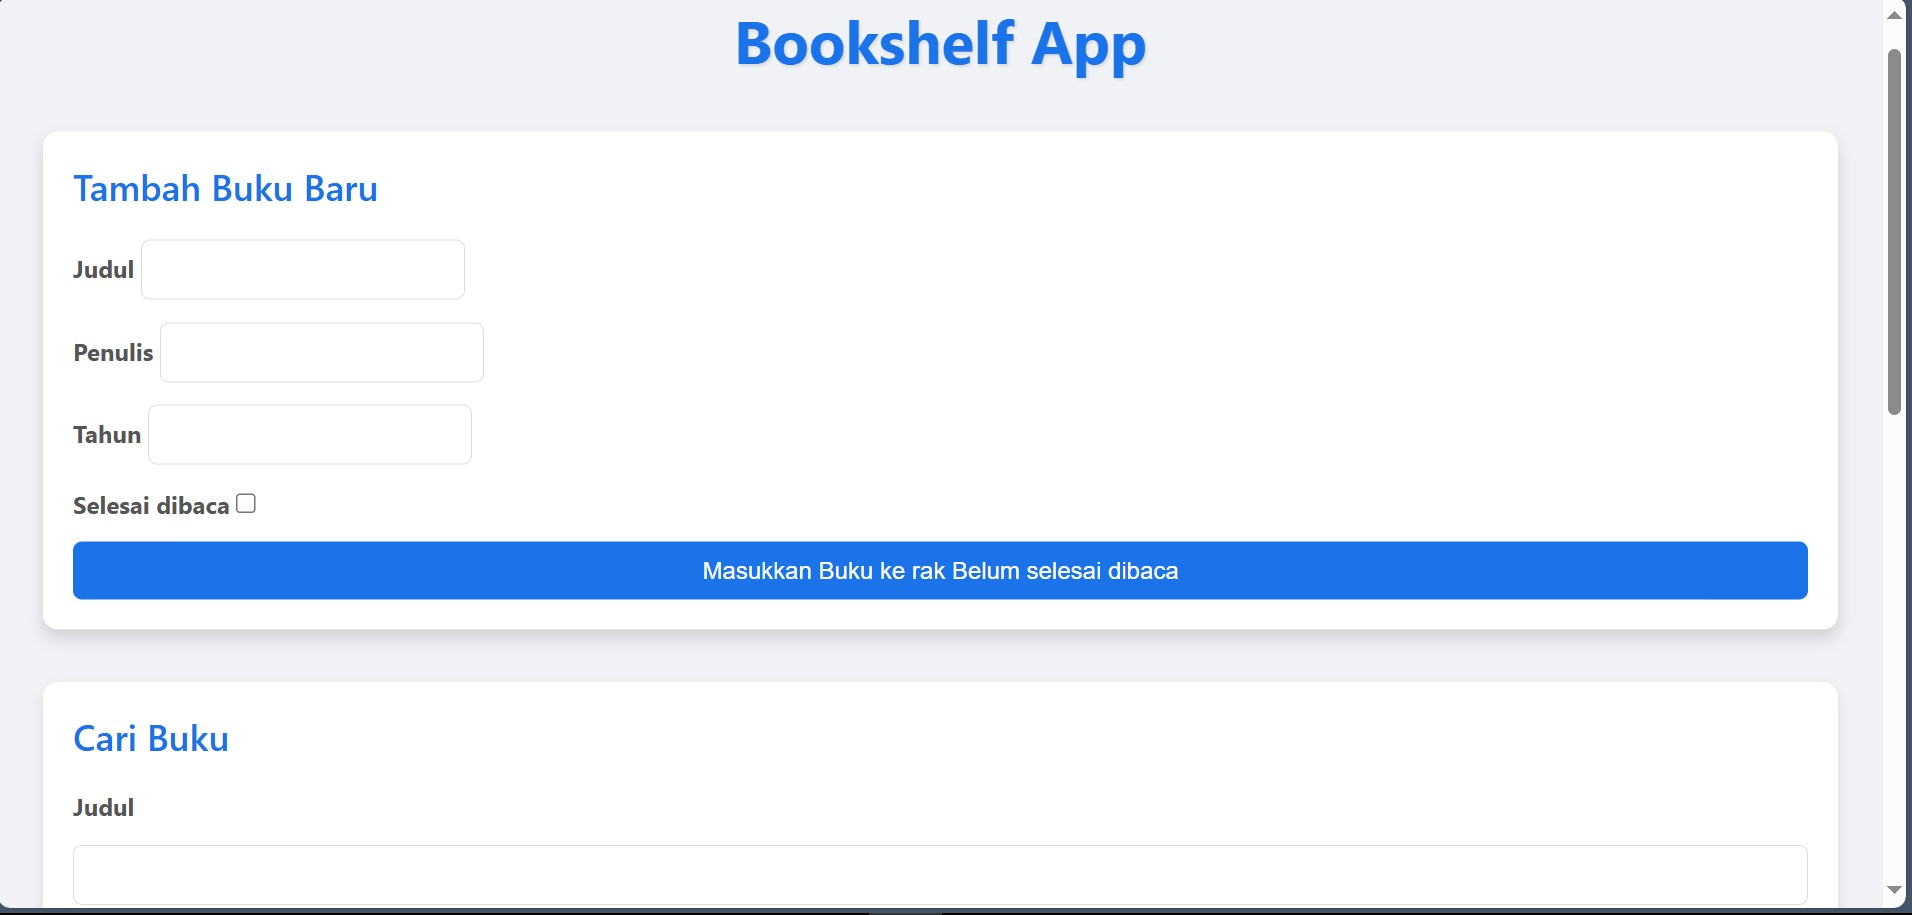 Bookshelf App
Tambah Buku Baru
Judul
Penulis
Tahun
Selesai dibaca
Masukkan Buku ke rak Belum selesai dibaca
Cari Buku
Judul